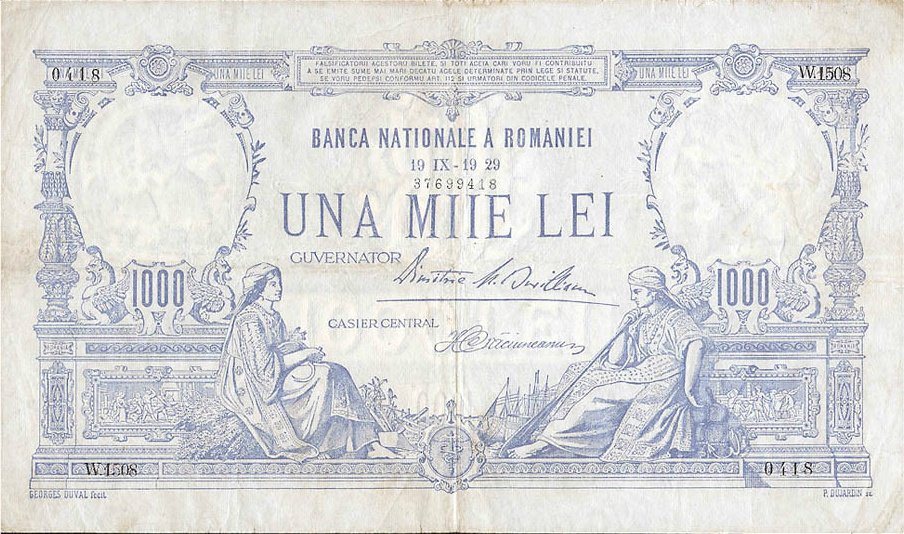 0418
UNA MIIE LEI
FALSIFICATORII ACESTORU BILETE, SI TOTI ACEIA CARI VORU FI CONTRIBUITU
A SE EMITE SUME MAI MARI DECATU ACELE DETERMINATE PRIN LEGE SI STATUTE,
SE VORU PEDEPSI CONFORMU ART. 112 SI URMATORI DIN CODICELE PENALE.
UNA MIIE LEI
W.1508
BANCA NATIONALE A ROMANIEI
19 IX - 19 29
37699418
UNA MIIE LEI
GUVERNATOR
Dimitrie
1000
1000
CASIER CENTRAL
W.1508
0418
GEORGES DUVAL fecit
P. DUJARDIN sc